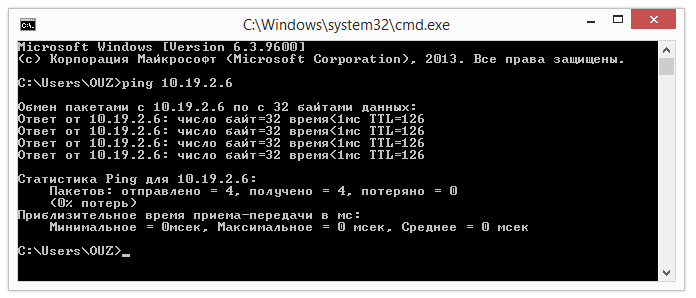 C:\Windows\system32\cmd.exe
Microsoft Windows [Version 6.3.9600]
(c) Корпорация Майкрософт (Microsoft Corporation), 2013. Все права защищены.
C:\Users\OUZ>ping 10.19.2.6
Обмен пакетами с 10.19.2.6 по с 32 байтами данных:
Ответ от 10.19.2.6: число байт=32 время<1мс TTL=126
Ответ от 10.19.2.6: число байт=32 время<1мс TTL=126
Ответ от 10.19.2.6: число байт=32 время<1мс TTL=126
Ответ от 10.19.2.6: число байт=32 время<1мс TTL=126
Статистика Ping для 10.19.2.6:
Пакетов: отправлено = 4, получено = 4, потеряно = 0
(0% потерь)
Приблизительное время приема-передачи в мс:
Минимальное = 0мсек, Максимальное = 0 мсек, Среднее = 0 мсек
C:\Users\OUZ>_